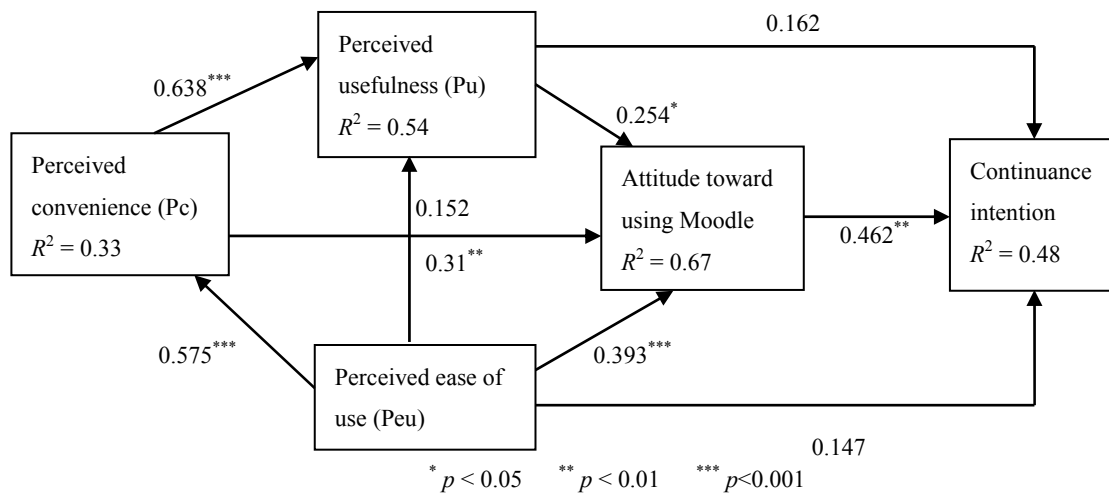 Perceived
usefulness (Pu)
R² = 0.54
0.162
0.638***
0.254*
Perceived
convenience (Pc)
R² = 0.33
Attitude toward
using Moodle
R² = 0.67
Continuance
intention
R² = 0.48
0.152
0.31**
0.462**
0.575***
0.393***
Perceived ease of
use (Peu)
0.147
* p < 0.05 ** p < 0.01 *** p<0.001